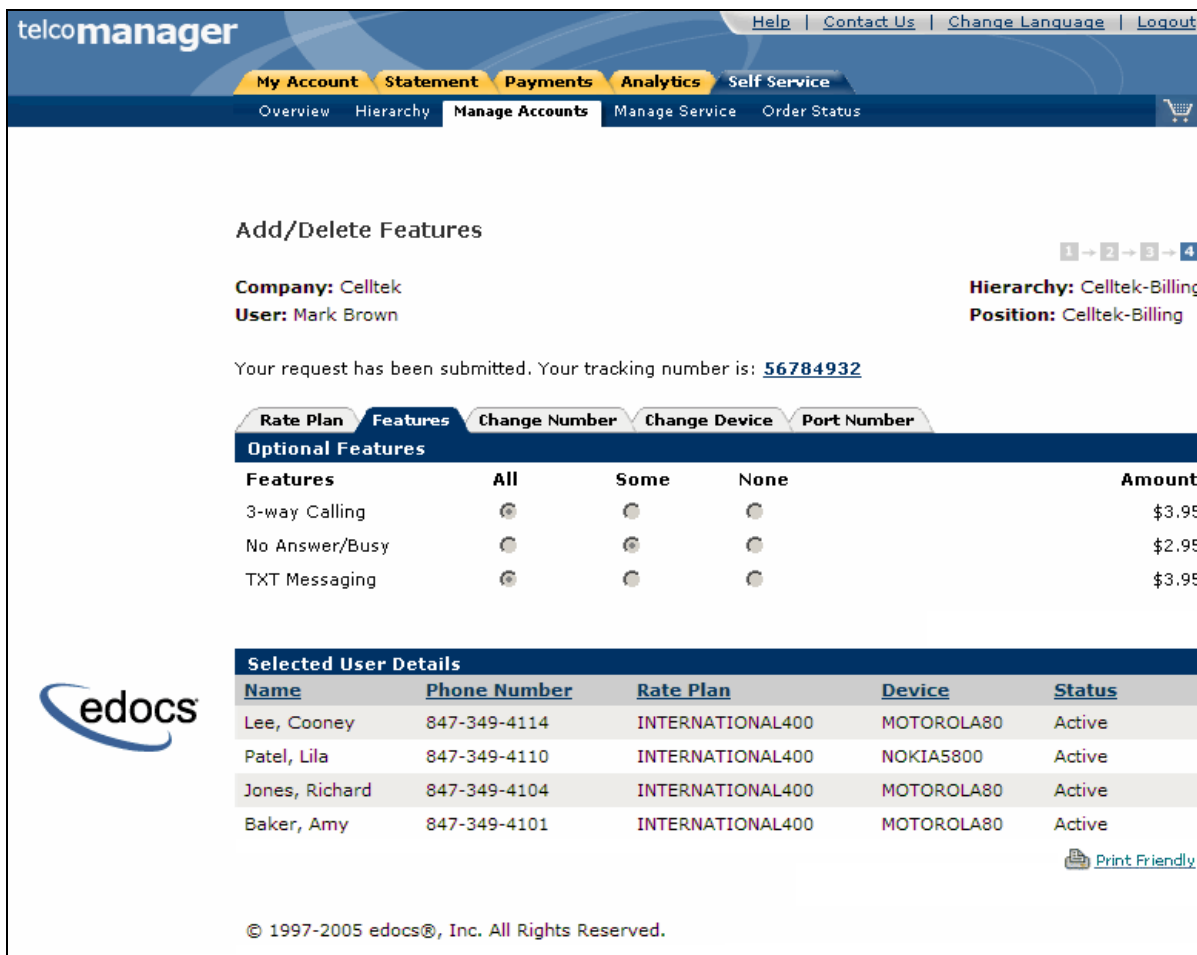 telcomanager
Help | Contact Us | Change Language | Logout
My Account Statement Payments Analytics Self Service
Overview Hierarchy Manage Accounts Manage Service Order Status
Add/Delete Features
1 → 2 → 3 → 4
Company: Celltek
Hierarchy: Celltek-Billing
User: Mark Brown
Position: Celltek-Billing
Your request has been submitted. Your tracking number is: 56784932
Rate Plan Features Change Number Change Device Port Number
Optional Features
Features All Some None Amount
3-way Calling $3.95
No Answer/Busy $2.95
TXT Messaging $3.95
Selected User Details
Name Phone Number Rate Plan Device Status
Lee, Cooney 847-349-4114 INTERNATIONAL400 MOTOROLA80 Active
Patel, Lila 847-349-4110 INTERNATIONAL400 NOKIA5800 Active
Jones, Richard 847-349-4104 INTERNATIONAL400 MOTOROLA80 Active
Baker, Amy 847-349-4101 INTERNATIONAL400 MOTOROLA80 Active
edocs
Print Friendly
© 1997-2005 edocs®, Inc. All Rights Reserved.